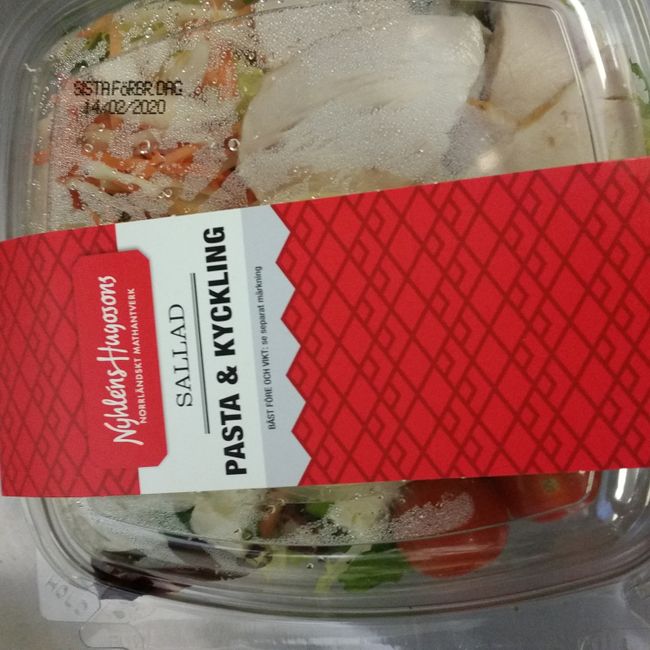 SISTA FöRBR DAG
14/02/2020
Nyhléns Hugosons
NORRLÄNDSKT MATHANTVERK
SALLAD
PASTA & KYCKLING
BÄST FÖRE OCH VIKT: se separat märkning
HOLD